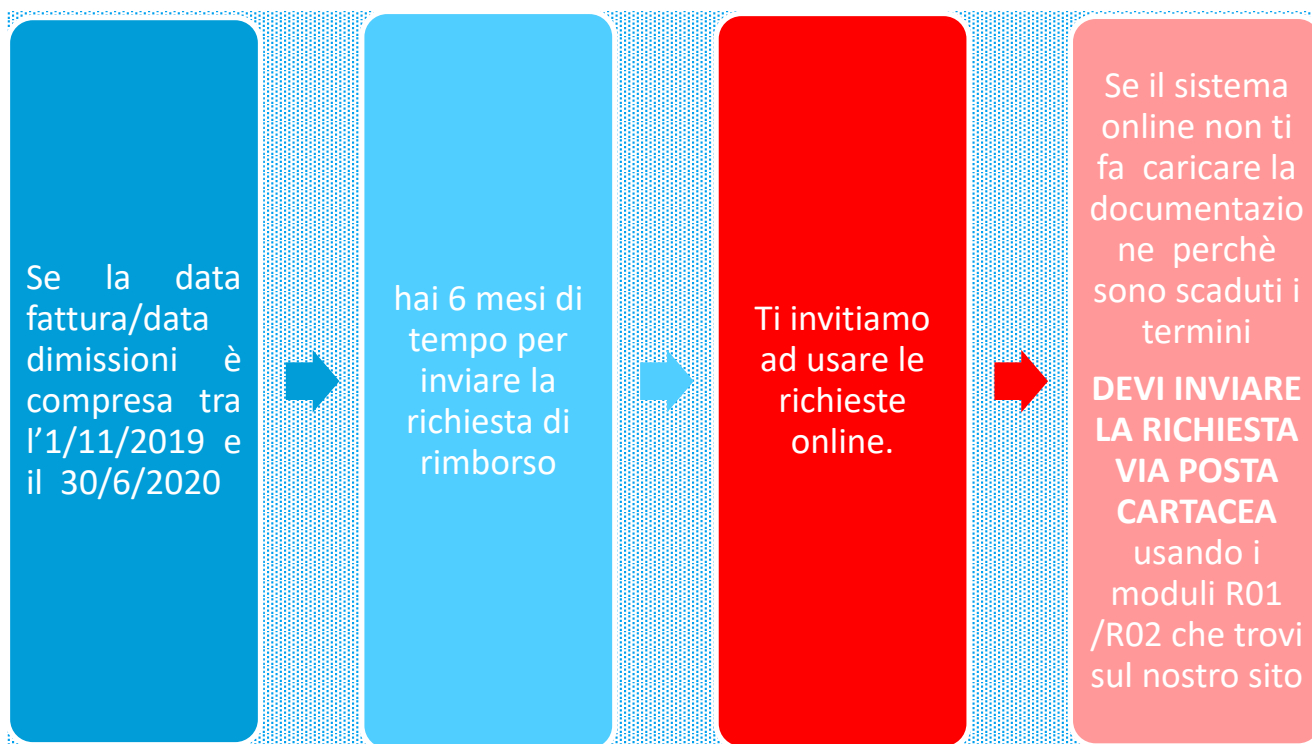 Se la data
fattura/data
dimissioni è
compresa tra
l’1/11/2019 e
il 30/6/2020
hai 6 mesi di
tempo per
inviare la
richiesta di
rimborso
Ti invitiamo
ad usare le
richieste
online.
Se il sistema
online non ti
fa caricare la
documentazio
ne perchè
sono scaduti i
termini
DEVI INVIARE
LA RICHIESTA
VIA POSTA
CARTACEA
usando i
moduli R01
/R02 che trovi
sul nostro sito